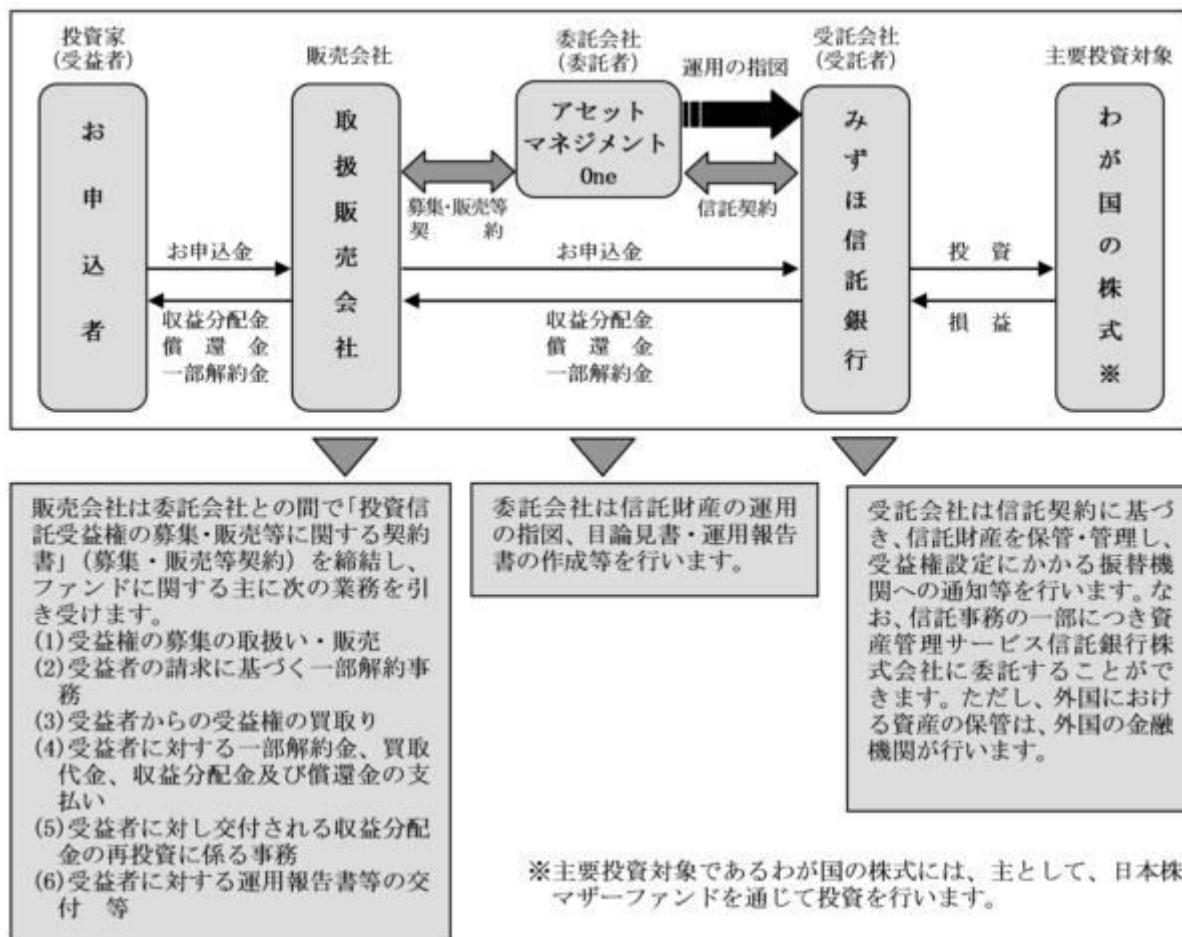 投資家
(受益者)
販売会社
委託会社
(委託者)
運用の指図
受託会社
(受託者)
主要投資対象
お申込者
取扱販売会社
アセット
マネジメント
One
みずほ信託銀行
わが国の株式※
募集・販売等
契　　約
信託契約
お申込金
収益分配金
償　還　金
一部解約金
お申込金
収益分配金
償　還　金
一部解約金
投　資
損　益
販売会社は委託会社との間で「投資信
託受益権の募集・販売等に関する契約
書」（募集・販売等契約）を締結し、
ファンドに関する主に次の業務を引
き受けます。
(1)受益権の募集の取扱い・販売
(2)受益者の請求に基づく一部解約事
務
(3)受益者からの受益権の買取り
(4)受益者に対する一部解約金、買取
代金、収益分配金及び償還金の支
払い
(5)受益者に対し交付される収益分配
金の再投資に係る事務
(6)受益者に対する運用報告書等の交
付　等
委託会社は信託財産の運用
の指図、目論見書・運用報告
書の作成等を行います。
受託会社は信託契約に基づ
き、信託財産を保管・管理し、
受益権設定にかかる振替機
関への通知等を行います。な
お、信託事務の一部につき資
産管理サービス信託銀行株
式会社に委託することがで
きます。ただし、外国におけ
る資産の保管は、外国の金融
機関が行います。
※主要投資対象であるわが国の株式には、主として、日本株
マザーファンドを通じて投資を行います。